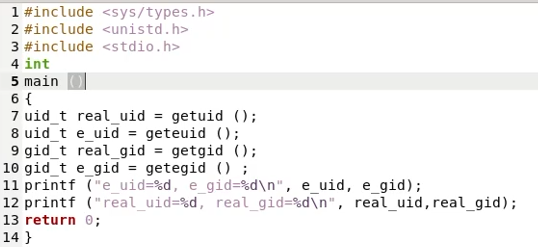 1 #include <sys/types.h>
2 #include <unistd.h>
3 #include <stdio.h>
4 int
5 main ()
6 {
7 uid_t real_uid = getuid ();
8 uid_t e_uid = geteuid ();
9 gid_t real_gid = getgid ();
10 gid_t e_gid = getegid () ;
11 printf ("e_uid=%d, e_gid=%d\n", e_uid, e_gid);
12 printf ("real_uid=%d, real_gid=%d\n", real_uid,real_gid);
13 return 0;
14 }